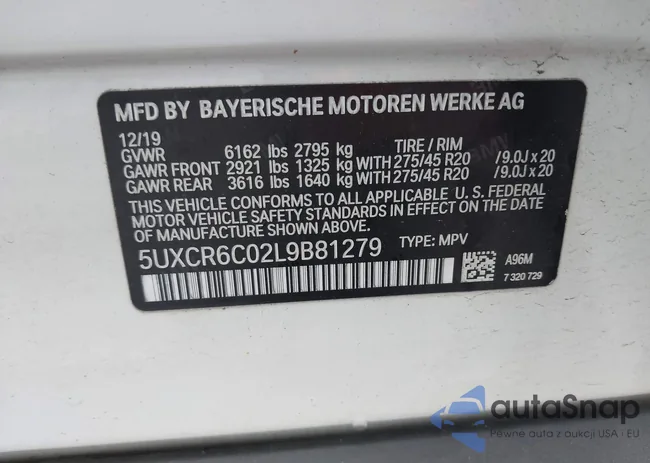 MFD BY BAYERISCHE MOTOREN WERKE AG
12/19
GVWR 6162 lbs 2795 kg TIRE / RIM
GAWR FRONT 2921 lbs 1325 kg WITH 275/45 R20 /9.0J x 20
GAWR REAR 3616 lbs 1640 kg WITH 275/45 R20 /9.0J x 20
THIS VEHICLE CONFORMS TO ALL APPLICABLE U.S. FEDERAL
MOTOR VEHICLE SAFETY STANDARDS IN EFFECT ON THE DATE
OF MANUFACTURE SHOWN ABOVE.
5UXCR6C02L9B81279 TYPE: MPV
A96M
7 320 729
autoSnap
Pewne auta z aukcji USA · EU